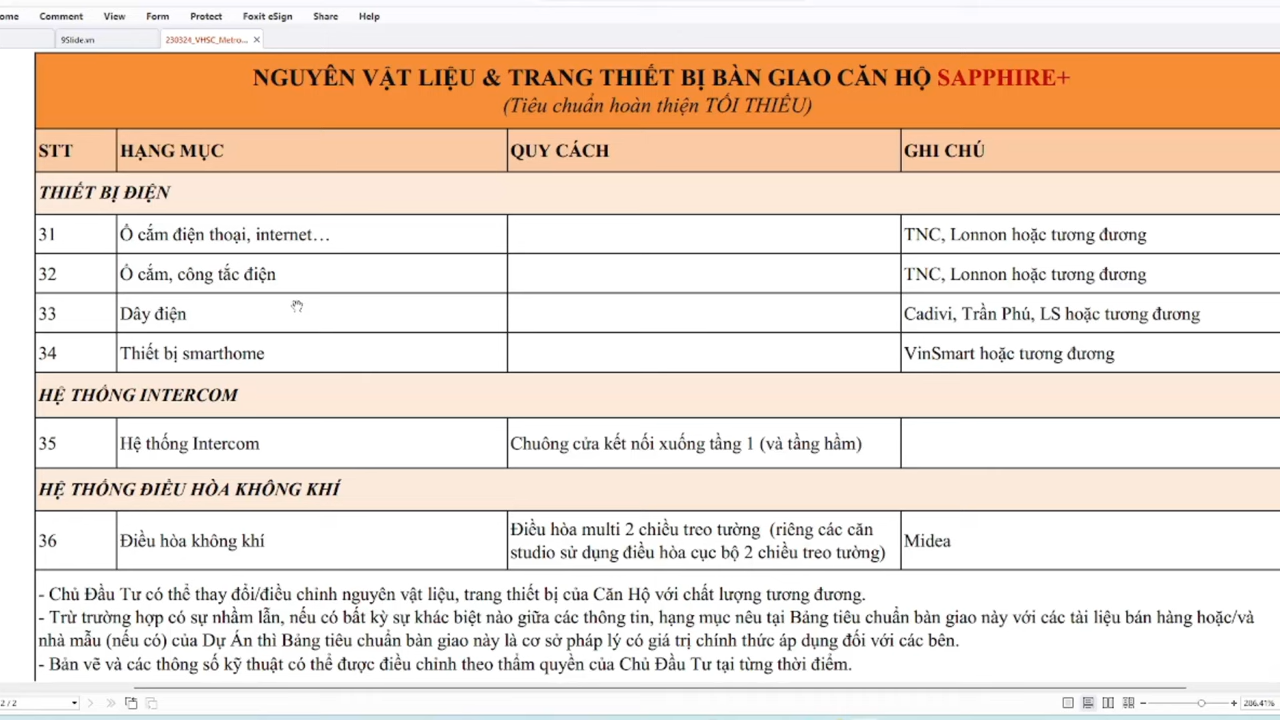 ome Comment View Form Protect Foxit eSign Share Help
9Slide.vn 230324_VHSC_Metro...
NGUYÊN VẬT LIỆU & TRANG THIẾT BỊ BÀN GIAO CĂN HỘ SAPPHIRE+
(Tiêu chuẩn hoàn thiện TỐI THIỂU)
STT HẠNG MỤC QUY CÁCH GHI CHÚ
THIẾT BỊ ĐIỆN
31 Ổ cắm điện thoại, internet… TNC, Lonnon hoặc tương đương
32 Ổ cắm, công tắc điện TNC, Lonnon hoặc tương đương
33 Dây điện Cadivi, Trần Phú, LS hoặc tương đương
34 Thiết bị smarthome VinSmart hoặc tương đương
HỆ THỐNG INTERCOM
35 Hệ thống Intercom Chuông cửa kết nối xuống tầng 1 (và tầng hầm)
HỆ THỐNG ĐIỀU HÒA KHÔNG KHÍ
36 Điều hòa không khí Điều hòa multi 2 chiều treo tường (riêng các căn
studio sử dụng điều hòa cục bộ 2 chiều treo tường) Midea
- Chủ Đầu Tư có thể thay đổi/điều chỉnh nguyên vật liệu, trang thiết bị của Căn Hộ với chất lượng tương đương.
- Trừ trường hợp có sự nhầm lẫn, nếu có bất kỳ sự khác biệt nào giữa các thông tin, hạng mục nêu tại Bảng tiêu chuẩn bàn giao này với các tài liệu bán hàng hoặc/và
nhà mẫu (nếu có) của Dự Án thì Bảng tiêu chuẩn bàn giao này là cơ sở pháp lý có giá trị chính thức áp dụng đối với các bên.
- Bản vẽ và các thông số kỹ thuật có thể được điều chỉnh theo thẩm quyền của Chủ Đầu Tư tại từng thời điểm.
2 / 2 286.41%